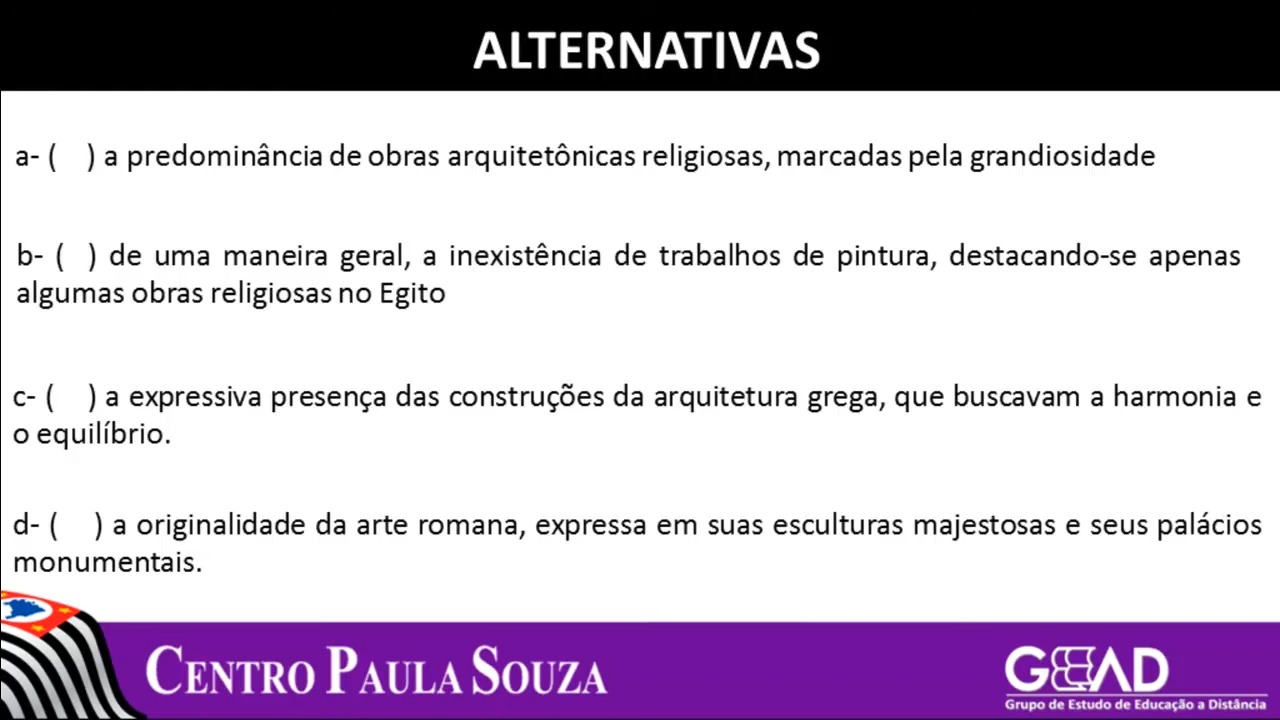 ALTERNATIVAS
a- ( ) a predominância de obras arquitetônicas religiosas, marcadas pela grandiosidade
b- ( ) de uma maneira geral, a inexistência de trabalhos de pintura, destacando-se apenas
algumas obras religiosas no Egito
c- ( ) a expressiva presença das construções da arquitetura grega, que buscavam a harmonia e
o equilíbrio.
d- ( ) a originalidade da arte romana, expressa em suas esculturas majestosas e seus palácios
monumentais.
CENTRO PAULA SOUZA
GEEAD
Grupo de Estudo de Educação a Distância